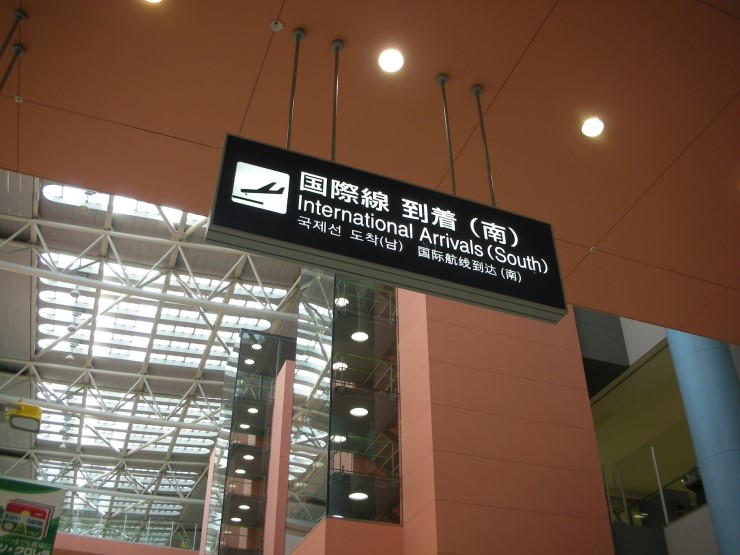 国際線 到着（南）
International Arrivals (South)
국제선 도착(남) 国际航线到达（南）